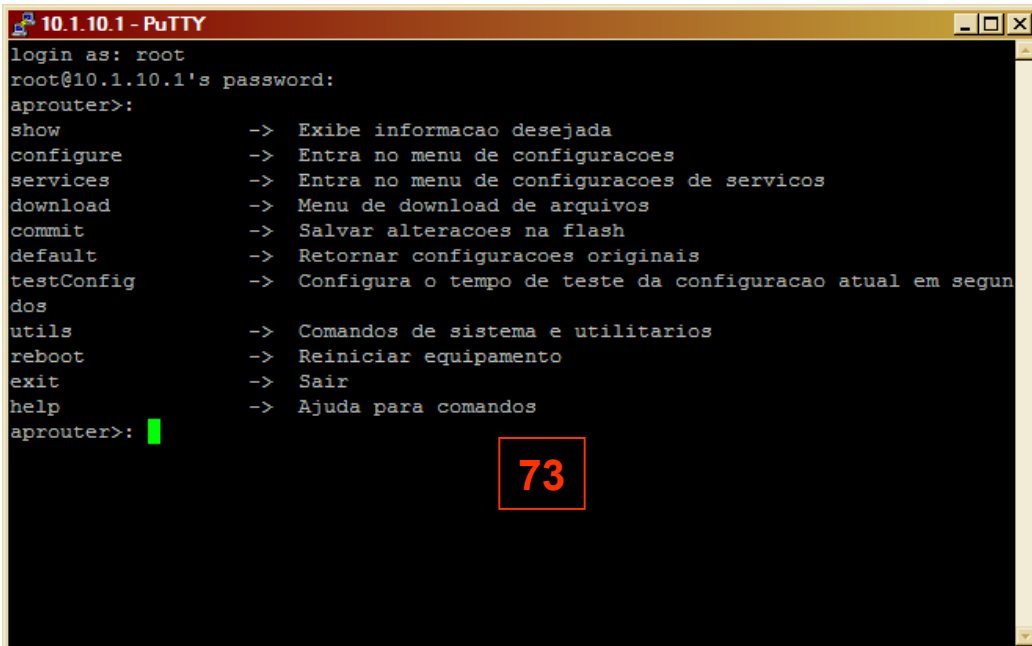 10.1.10.1 - PuTTY
login as: root
root@10.1.10.1's password:
aprouter>:
show -> Exibe informacao desejada
configure -> Entra no menu de configuracoes
services -> Entra no menu de configuracoes de servicos
download -> Menu de download de arquivos
commit -> Salvar alteracoes na flash
default -> Retornar configuracoes originais
testConfig -> Configura o tempo de teste da configuracao atual em segun
dos
utils -> Comandos de sistema e utilitarios
reboot -> Reiniciar equipamento
exit -> Sair
help -> Ajuda para comandos
aprouter>:
73